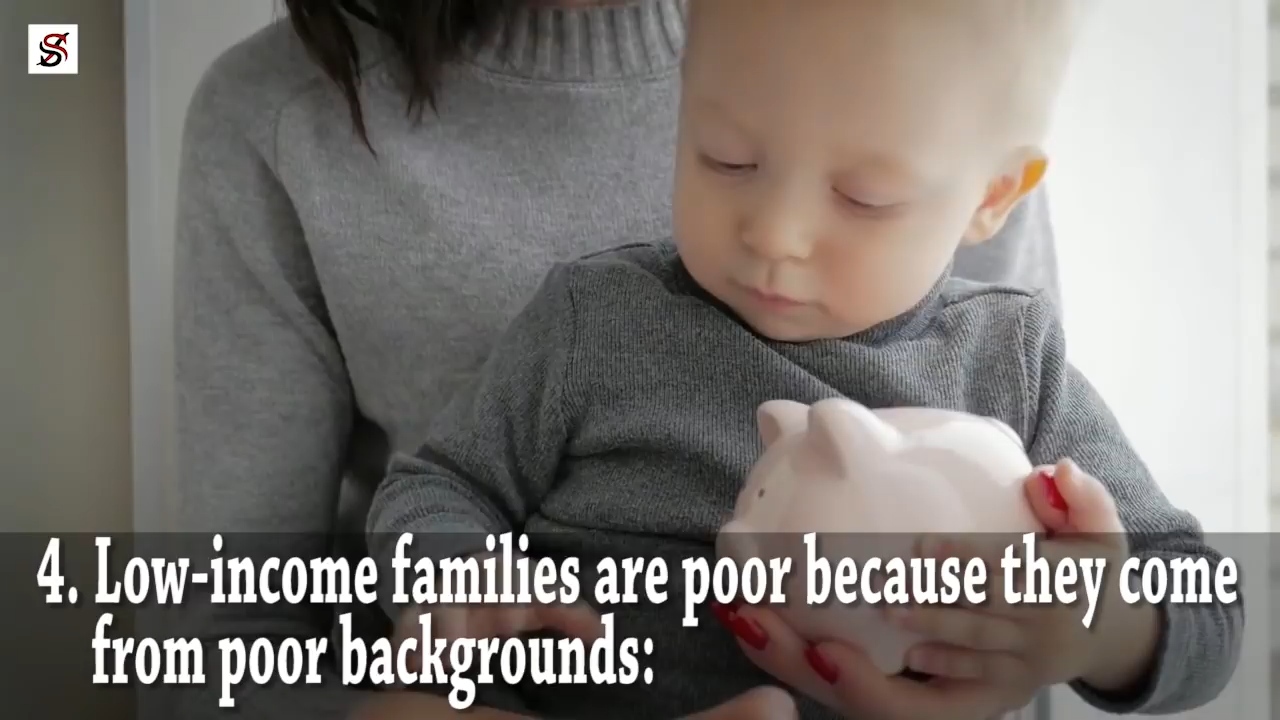 4. Low-income families are poor because they come
from poor backgrounds: